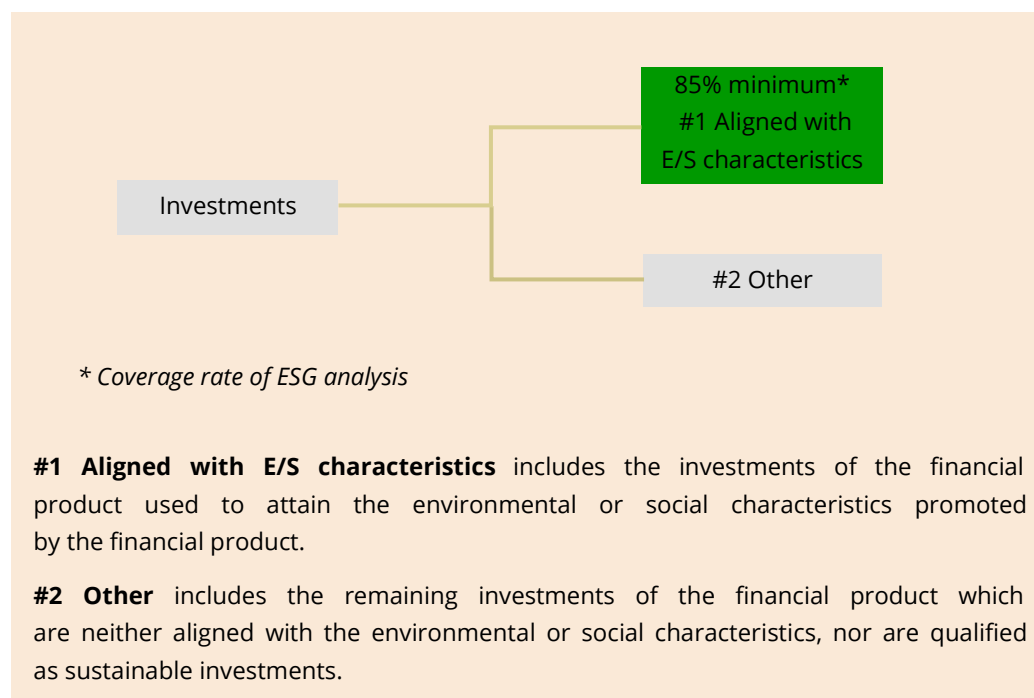 85% minimum*
#1 Aligned with
E/S characteristics
Investments
#2 Other
* Coverage rate of ESG analysis
#1 Aligned with E/S characteristics includes the investments of the financial
product used to attain the environmental or social characteristics promoted
by the financial product.
#2 Other includes the remaining investments of the financial product which
are neither aligned with the environmental or social characteristics, nor are qualified
as sustainable investments.